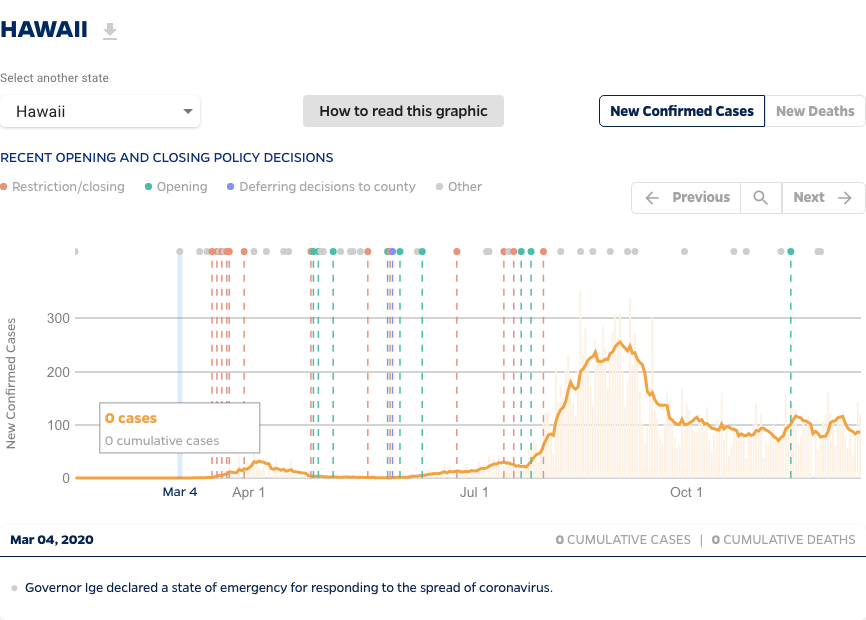 HAWAII
Select another state
Hawaii
How to read this graphic
New Confirmed Cases
New Deaths
RECENT OPENING AND CLOSING POLICY DECISIONS
Restriction/closing
Opening
Deferring decisions to county
Other
Previous
Next
New Confirmed Cases
300
200
100
0
0 cases
0 cumulative cases
Mar 4
Apr 1
Jul 1
Oct 1
Mar 04, 2020
0 CUMULATIVE CASES | 0 CUMULATIVE DEATHS
Governor Ige declared a state of emergency for responding to the spread of coronavirus.